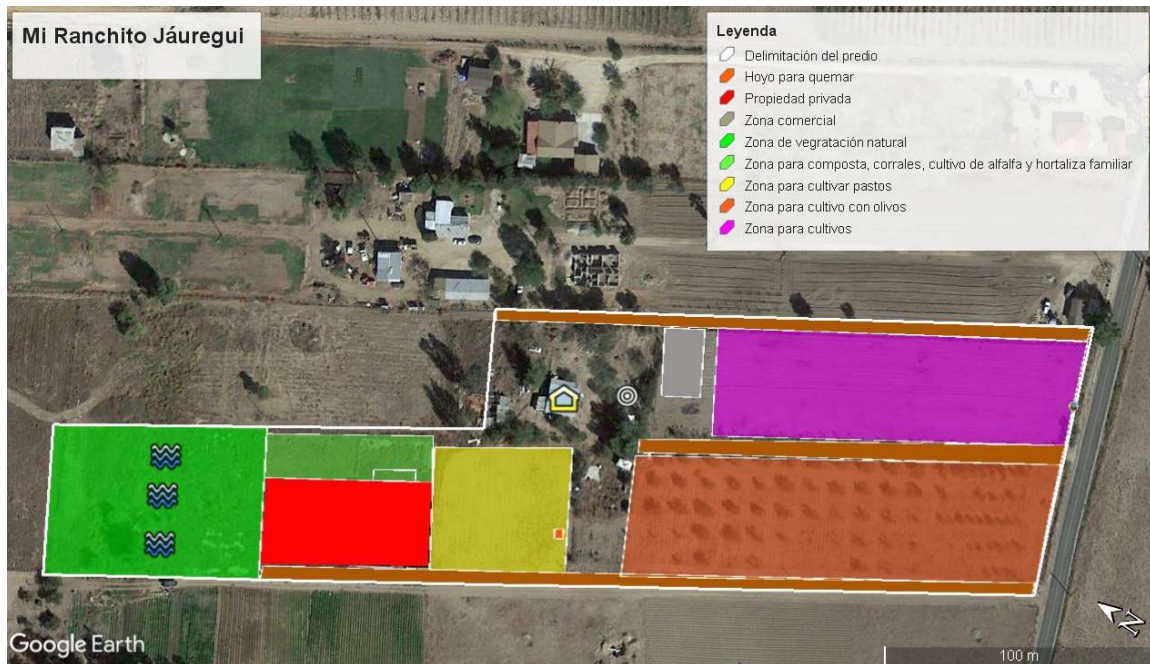 Mi Ranchito Jáuregui
Leyenda
Delimitación del predio
Hoyo para quemar
Propiedad privada
Zona comercial
Zona de vegratación natural
Zona para composta, corrales, cultivo de alfalfa y hortaliza familiar
Zona para cultivar pastos
Zona para cultivo con olivos
Zona para cultivos
Google Earth
100 m
N